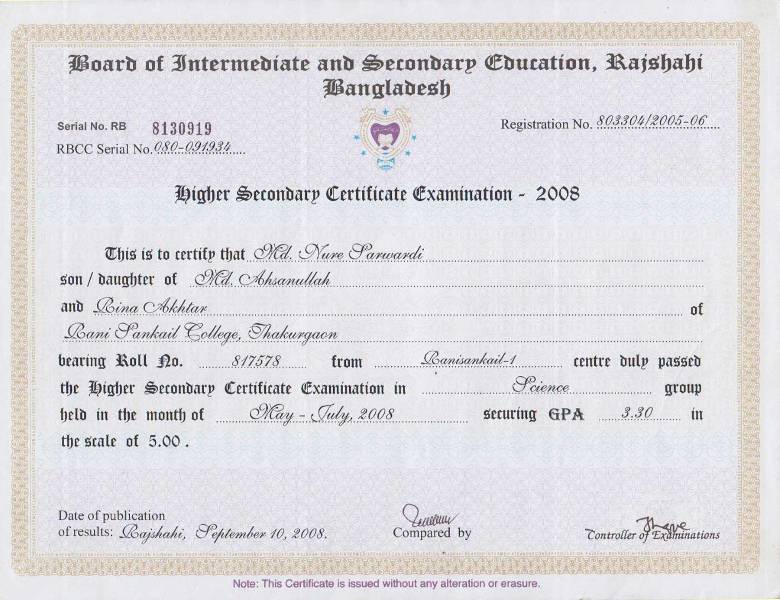 Board of Intermediate and Secondary Education, Rajshahi
Bangladesh
Serial No. RB 8130919
Registration No. 803304/2005-06
RBCC Serial No. 080-091934
Higher Secondary Certificate Examination - 2008
This is to certify that Md. Nure Sarwardi
son / daughter of Md. Ahsanullah
and Rina Akhtar of
Rani Sankail College, Thakurgaon
bearing Roll No. 817578 from Ranisankail-1 centre duly passed
the Higher Secondary Certificate Examination in Science group
held in the month of May - July, 2008 securing GPA 3.30 in
the scale of 5.00 .
Date of publication
of results: Rajshahi, September 10, 2008.
Compared by
Controller of Examinations
Note: This Certificate is issued without any alteration or erasure.